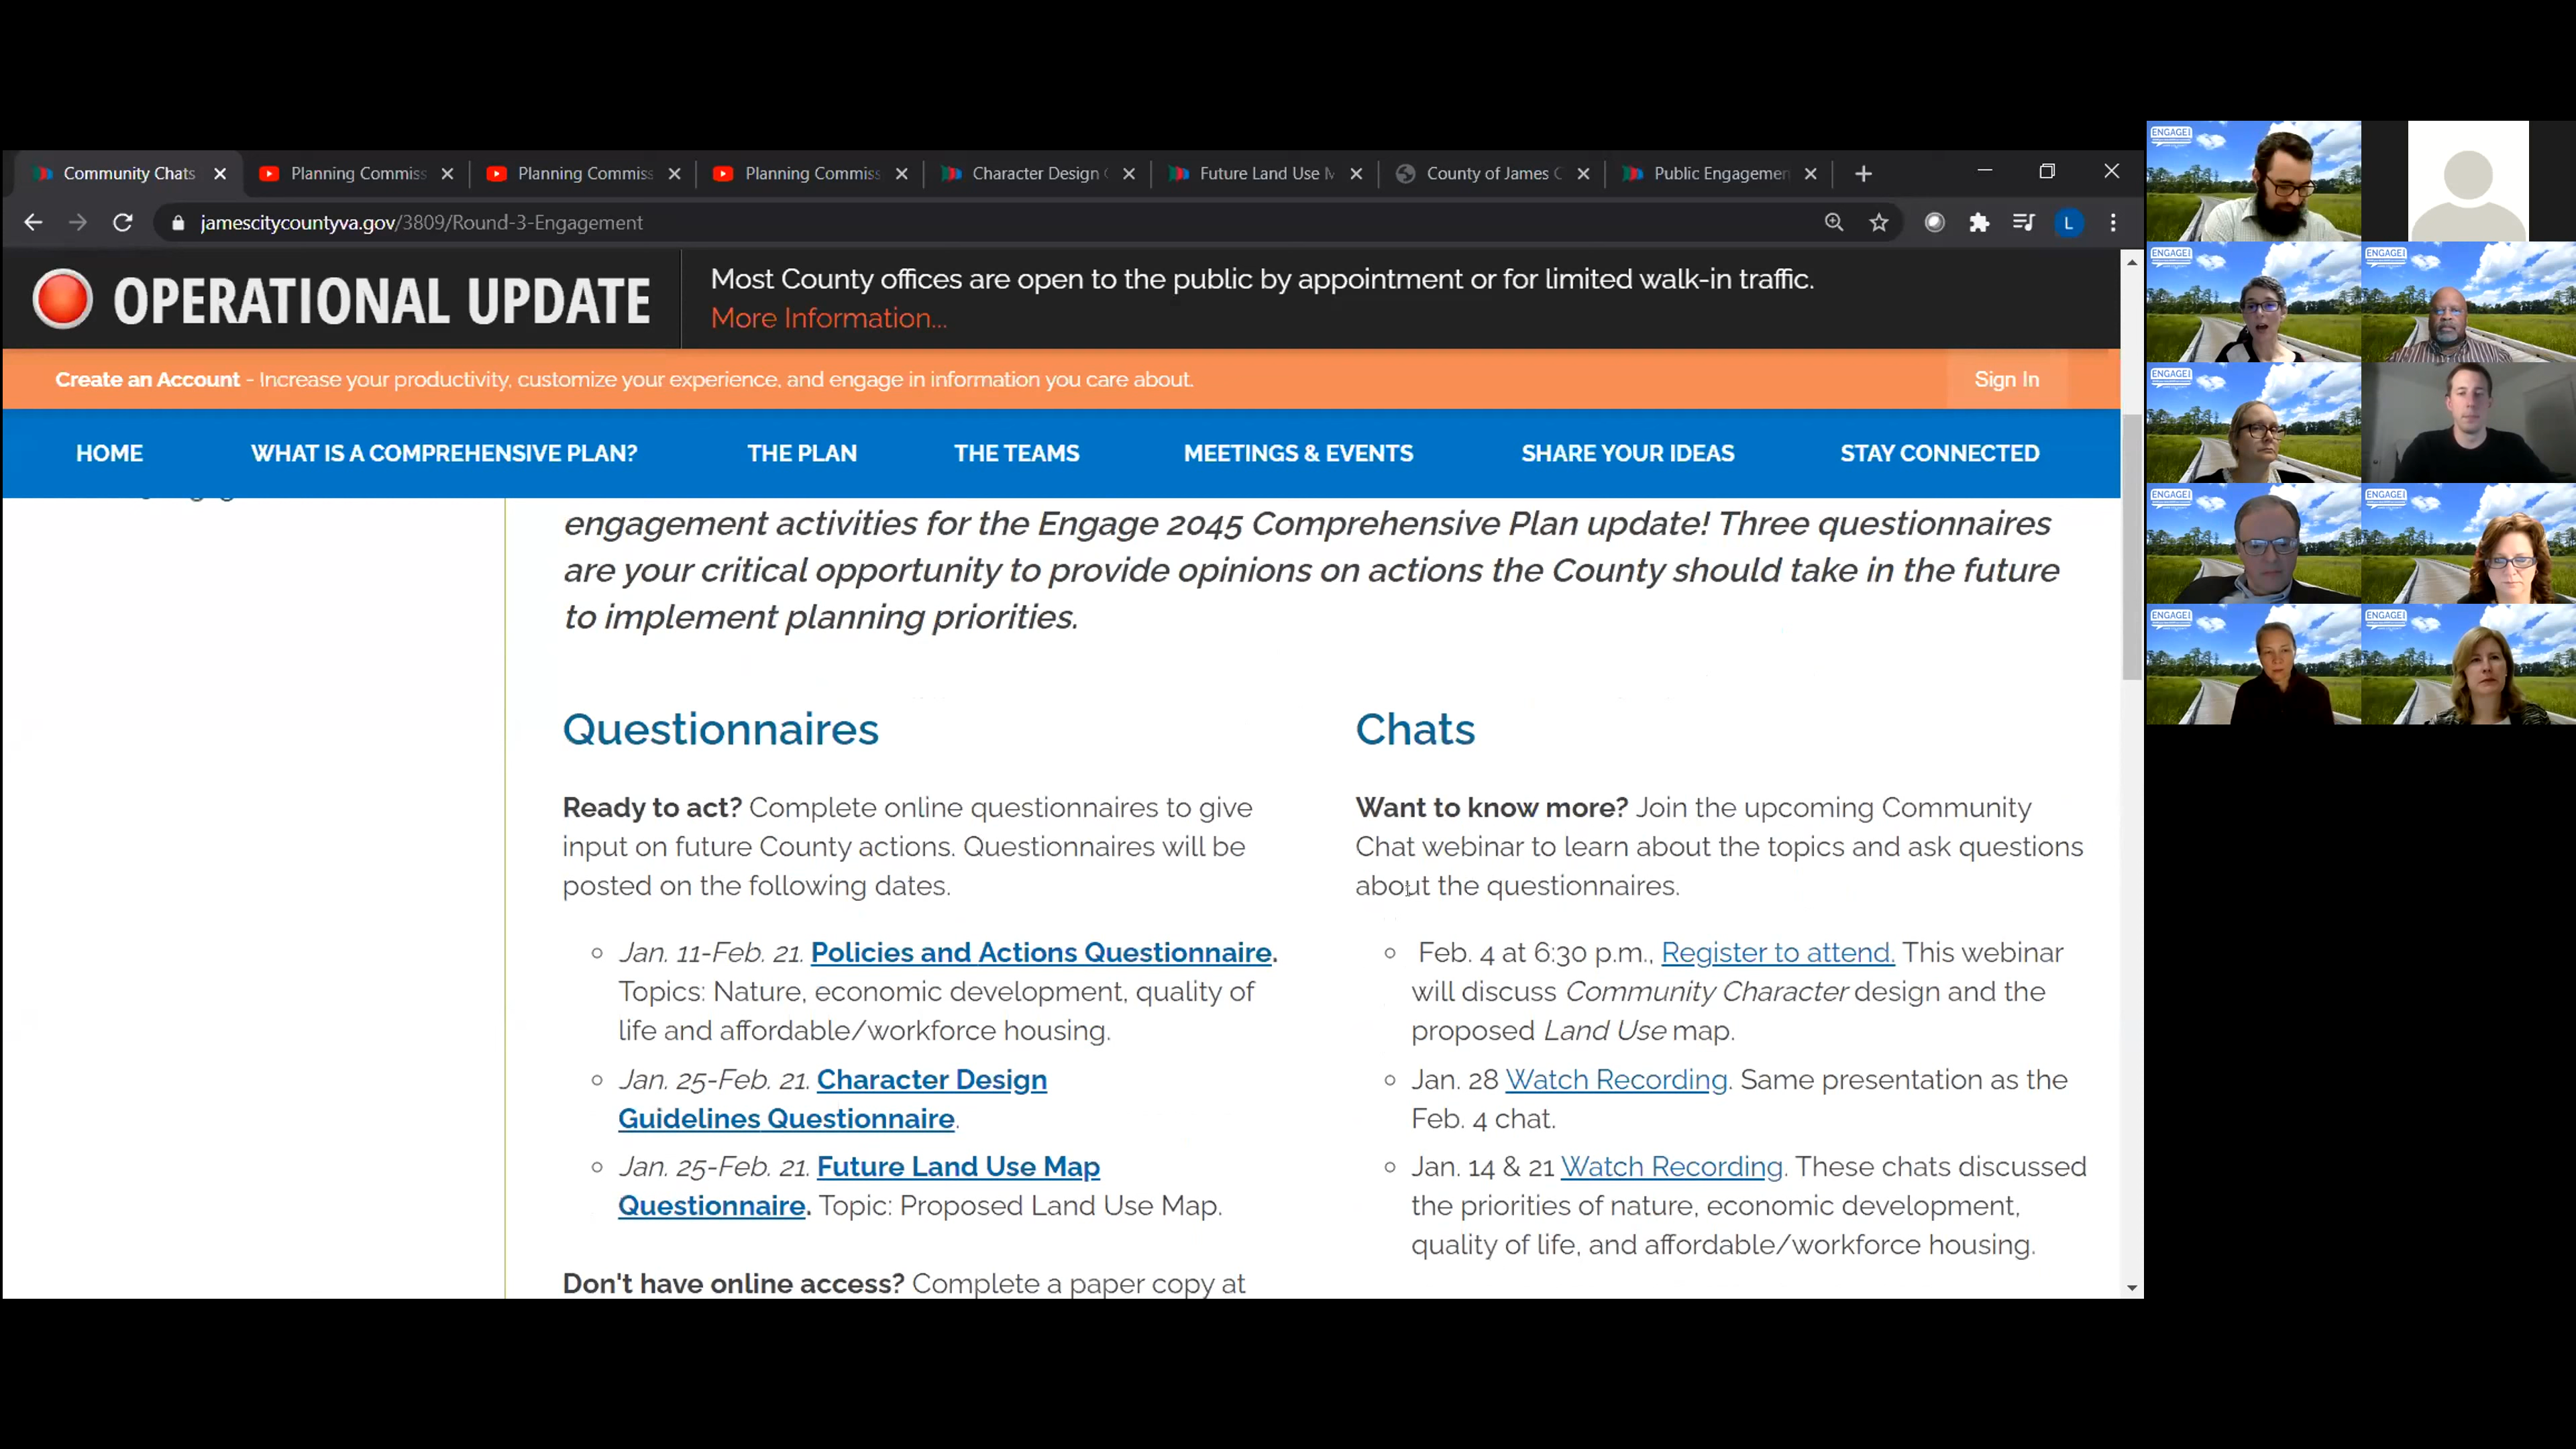 Community Chats
Planning Commiss
Planning Commiss
Planning Commiss
Character Design
Future Land Use M
County of James C
Public Engagemen
jamescitycountyva.gov/3809/Round-3-Engagement
L
OPERATIONAL UPDATE
Most County offices are open to the public by appointment or for limited walk-in traffic.
More Information...
Create an Account - Increase your productivity, customize your experience, and engage in information you care about.
Sign In
HOME
WHAT IS A COMPREHENSIVE PLAN?
THE PLAN
THE TEAMS
MEETINGS & EVENTS
SHARE YOUR IDEAS
STAY CONNECTED
engagement activities for the Engage 2045 Comprehensive Plan update! Three questionnaires
are your critical opportunity to provide opinions on actions the County should take in the future
to implement planning priorities.
Questionnaires
Ready to act? Complete online questionnaires to give
input on future County actions. Questionnaires will be
posted on the following dates.
Jan. 11-Feb. 21. Policies and Actions Questionnaire.
Topics: Nature, economic development, quality of
life and affordable/workforce housing.
Jan. 25-Feb. 21. Character Design
Guidelines Questionnaire.
Jan. 25-Feb. 21. Future Land Use Map
Questionnaire. Topic: Proposed Land Use Map.
Don't have online access? Complete a paper copy at
Chats
Want to know more? Join the upcoming Community
Chat webinar to learn about the topics and ask questions
about the questionnaires.
Feb. 4 at 6:30 p.m., Register to attend. This webinar
will discuss Community Character design and the
proposed Land Use map.
Jan. 28 Watch Recording. Same presentation as the
Feb. 4 chat.
Jan. 14 & 21 Watch Recording. These chats discussed
the priorities of nature, economic development,
quality of life, and affordable/workforce housing.
ENGAGE
ENGAGE
ENGAGE
ENGAGE
ENGAGE
ENGAGE
ENGAGE
ENGAGE